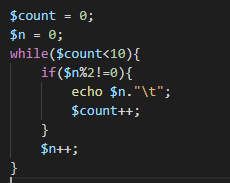 $count = 0;
$n = 0;
while($count<10){
    if($n%2!=0){
        echo $n."\t";
        $count++;
    }
    $n++;
}